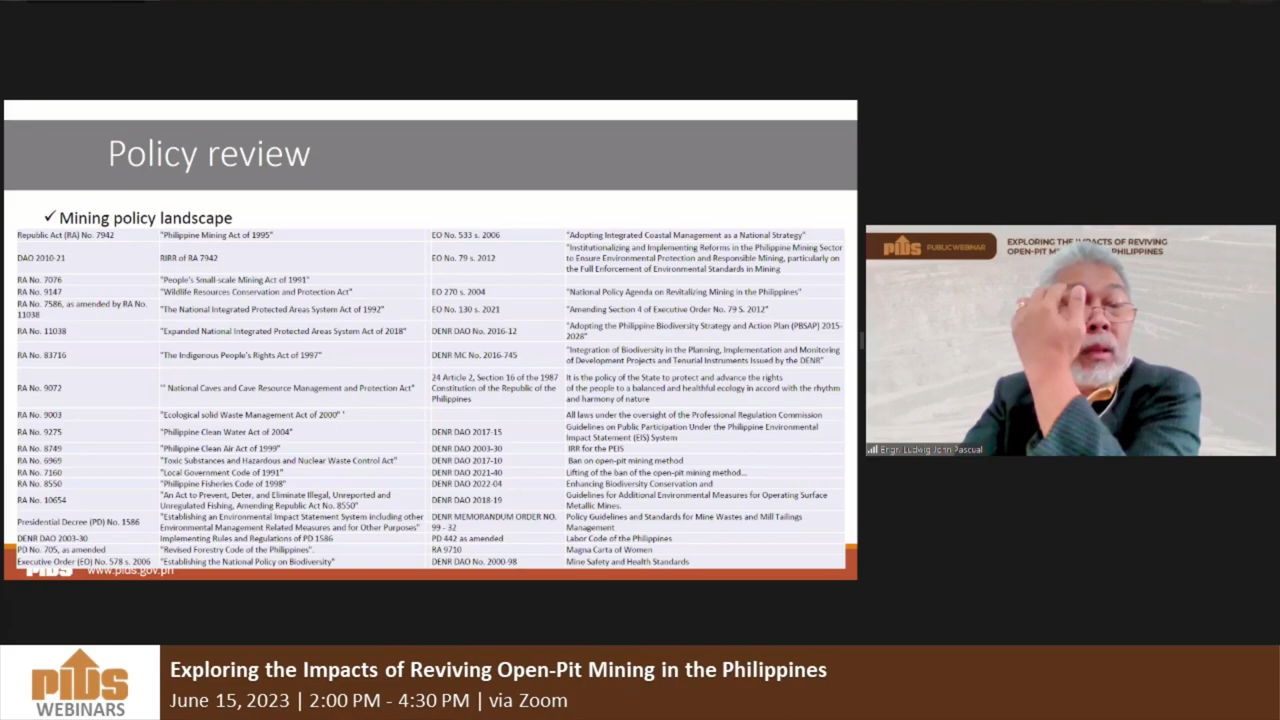 Policy review
✓ Mining policy landscape
Republic Act (RA) No. 7942 "Philippine Mining Act of 1995" EO No. 533 s. 2006 "Adopting Integrated Coastal Management as a National Strategy"
DAO 2010-21 RIRR of RA 7942 EO No. 79 s. 2012 "Institutionalizing and Implementing Reforms in the Philippine Mining Sector
to Ensure Environmental Protection and Responsible Mining, particularly on
the Full Enforcement of Environmental Standards in Mining
RA No. 7076 "People's Small-scale Mining Act of 1991"
RA No. 9147 "Wildlife Resources Conservation and Protection Act" EO 270 s. 2004 "National Policy Agenda on Revitalizing Mining in the Philippines"
RA No. 7586, as amended by RA No.
11038 "The National Integrated Protected Areas System Act of 1992" EO No. 130 s. 2021 "Amending Section 4 of Executive Order No. 79 S. 2012"
RA No. 11038 "Expanded National Integrated Protected Areas System Act of 2018" DENR DAO No. 2016-12 "Adopting the Philippine Biodiversity Strategy and Action Plan (PBSAP) 2015-
2028"
RA No. 83716 "The Indigenous People's Rights Act of 1997" DENR MC No. 2016-745 "Integration of Biodiversity in the Planning, Implementation and Monitoring
of Development Projects and Tenurial Instruments Issued by the DENR"
RA No. 9072 "" National Caves and Cave Resource Management and Protection Act" 24 Article 2, Section 16 of the 1987
Constitution of the Republic of the
Philippines It is the policy of the State to protect and advance the rights
of the people to a balanced and healthful ecology in accord with the rhythm
and harmony of nature
RA No. 9003 "Ecological solid Waste Management Act of 2000" ' All laws under the oversight of the Professional Regulation Commission
RA No. 9275 "Philippine Clean Water Act of 2004" DENR DAO 2017-15 Guidelines on Public Participation Under the Philippine Environmental
Impact Statement (EIS) System
RA No. 8749 "Philippine Clean Air Act of 1999" DENR DAO 2003-30 IRR for the PEIS
RA No. 6969 "Toxic Substances and Hazardous and Nuclear Waste Control Act" DENR DAO 2017-10 Ban on open-pit mining method
RA No. 7160 "Local Government Code of 1991" DENR DAO 2021-40 Lifting of the ban of the open-pit mining method...
RA No. 8550 "Philippine Fisheries Code of 1998" DENR DAO 2022-04 Enhancing Biodiversity Conservation and
RA No. 10654 "An Act to Prevent, Deter, and Eliminate Illegal, Unreported and
Unregulated Fishing, Amending Republic Act No. 8550" DENR DAO 2018-19 Guidelines for Additional Environmental Measures for Operating Surface
Metallic Mines.
Presidential Decree (PD) No. 1586 "Establishing an Environmental Impact Statement System including other
Environmental Management Related Measures and for Other Purposes" DENR MEMORANDUM ORDER NO.
99 - 32 Policy Guidelines and Standards for Mine Wastes and Mill Tailings
Management
DENR DAO 2003-30 Implementing Rules and Regulations of PD 1586 PD 442 as amended Labor Code of the Philippines
PD No. 705, as amended "Revised Forestry Code of the Philippines". RA 9710 Magna Carta of Women
Executive Order (EO) No. 578 s. 2006 "Establishing the National Policy on Biodiversity" DENR DAO No. 2000-98 Mine Safety and Health Standards
PIDS www.pids.gov.ph
PIDS PUBLIC WEBINAR
EXPLORING THE IMPACTS OF REVIVING
OPEN-PIT PHILIPPINES
Engr. Ludwig John Pascual
PIDS
WEBINARS
Exploring the Impacts of Reviving Open-Pit Mining in the Philippines
June 15, 2023 | 2:00 PM - 4:30 PM | via Zoom